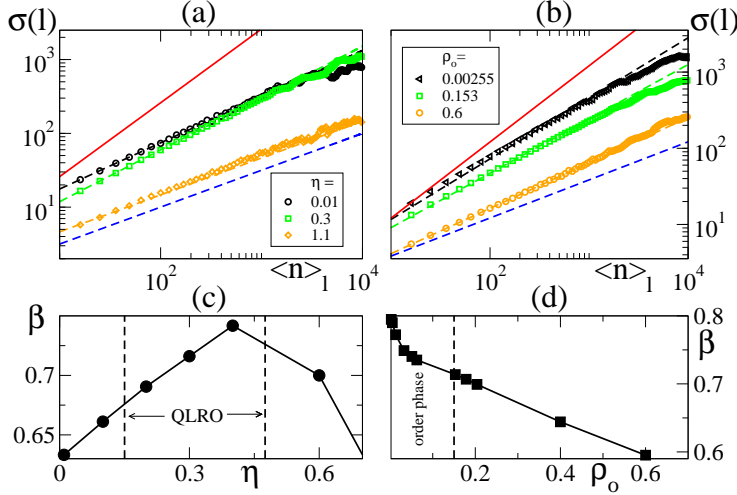 (a)
(b)
σ(l)
σ(l)
10³
10²
10¹
η =
0.01
0.3
1.1
10²
<n>ₗ
10⁴
ρₒ=
0.00255
0.153
0.6
10³
10²
10¹
10²
<n>ₗ
10⁴
(c)
(d)
β
0.7
0.65
QLRO
0
0.3
η
0.6
order phase
0.8
β
0.7
0.6
0
0.2
0.4
ρₒ
0.6